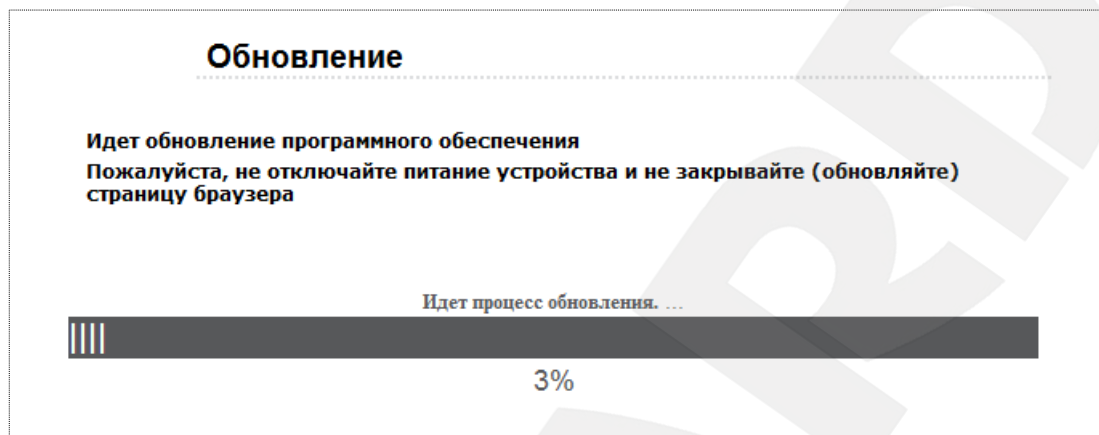 Обновление
Идет обновление программного обеспечения
Пожалуйста, не отключайте питание устройства и не закрывайте (обновляйте)
страницу браузера
Идет процесс обновления. ...
3%